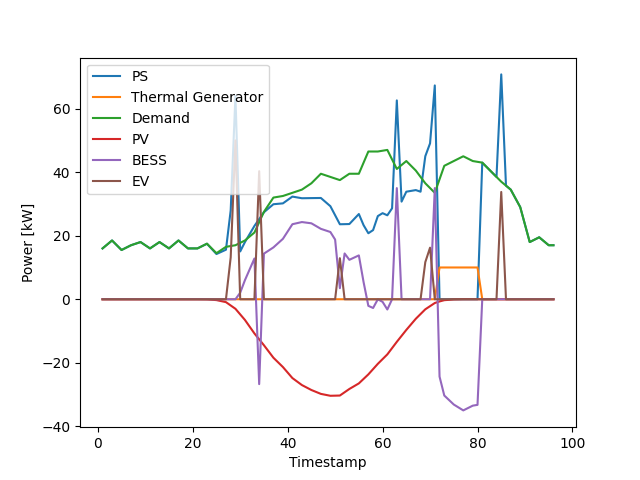 PS
Thermal Generator
Demand
PV
BESS
EV
Power [kW]
60
40
20
0
−20
−40
0 20 40 60 80 100
Timestamp